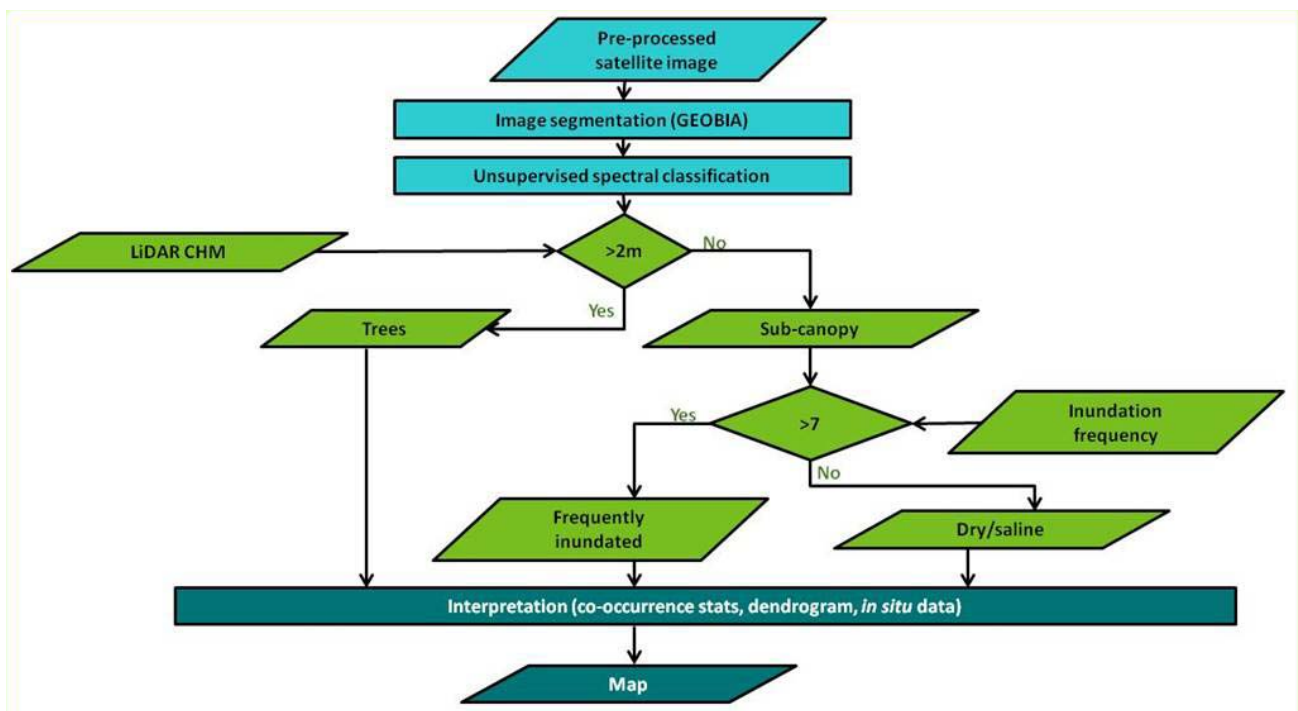 Pre-processed
satellite image
Image segmentation (GEOBIA)
Unsupervised spectral classification
LiDAR CHM
>2m
No
Yes
Trees
Sub-canopy
Yes
>7
Inundation
frequency
No
Frequently
inundated
Dry/saline
Interpretation (co-occurrence stats, dendrogram, in situ data)
Map